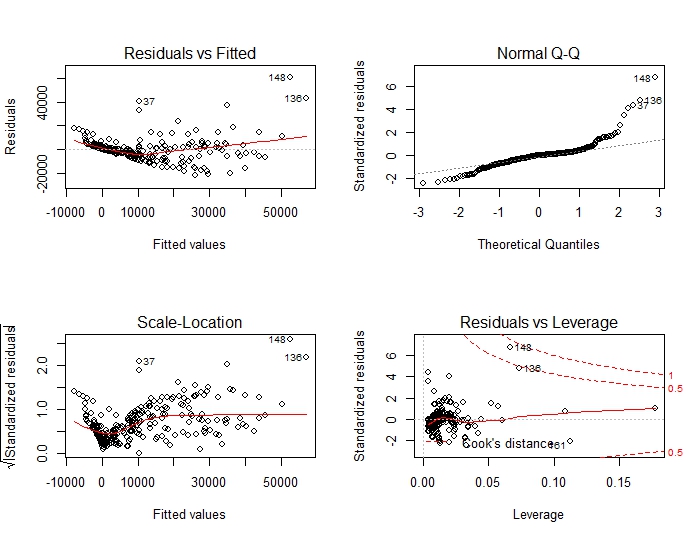 Residuals vs Fitted
Residuals
-20000
40000
37
148
136
-10000 0 10000 30000 50000
Fitted values
Normal Q-Q
Standardized residuals
-2 0 2 4 6
148
136
37
-3 -2 -1 0 1 2 3
Theoretical Quantiles
Scale-Location
√|Standardized residuals|
0.0 1.0 2.0
37
148
136
-10000 0 10000 30000 50000
Fitted values
Residuals vs Leverage
Standardized residuals
-2 0 2 4 6
148
136
Cook's distance
161
1
0.5
0.5
0.00 0.05 0.10 0.15
Leverage